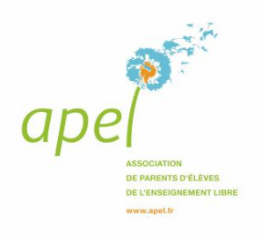 apel
ASSOCIATION
DE PARENTS D'ÉLÈVES
DE L'ENSEIGNEMENT LIBRE
www.apel.fr